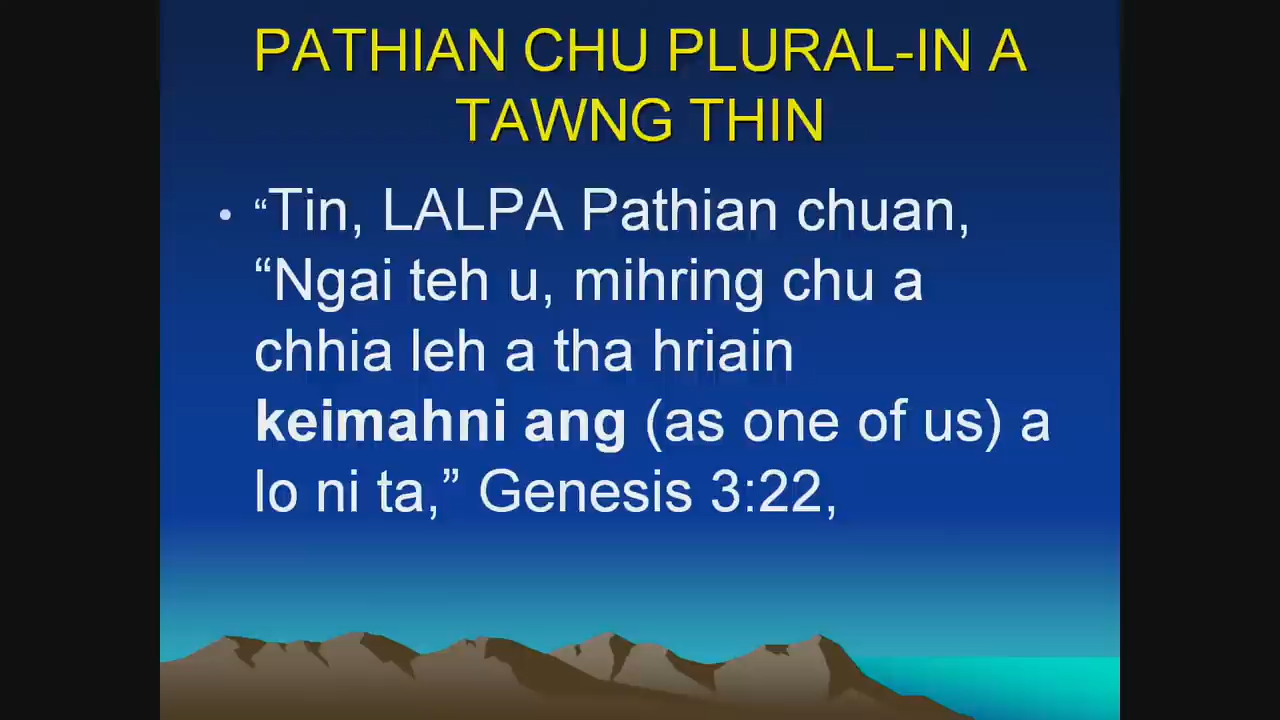 PATHIAN CHU PLURAL-IN A
TAWNG THIN
• “Tin, LALPA Pathian chuan,
“Ngai teh u, mihring chu a
chhia leh a tha hriain
keimahni ang (as one of us) a
lo ni ta,” Genesis 3:22,